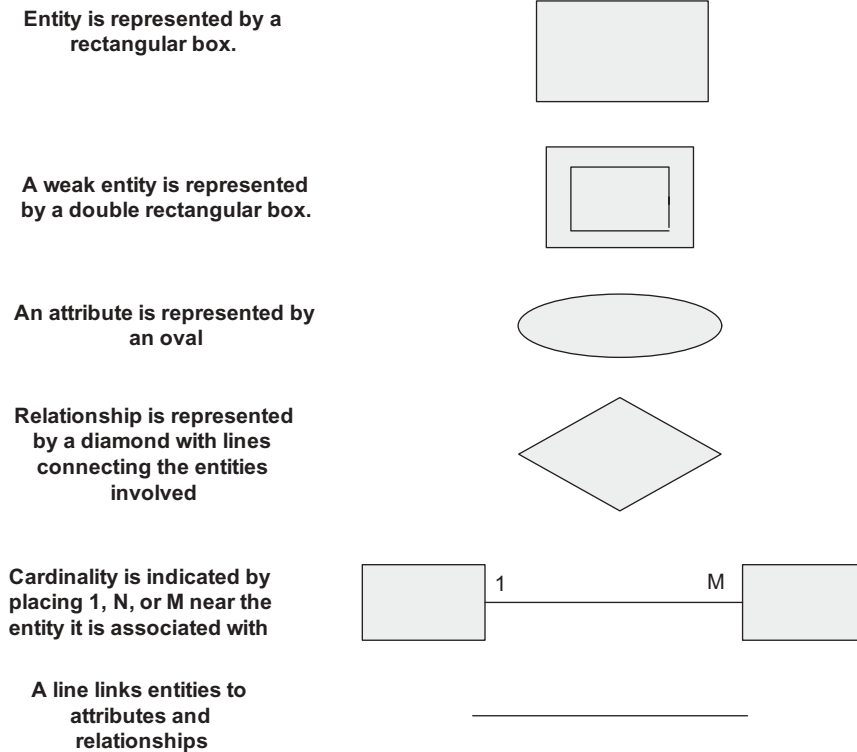 Entity is represented by a
rectangular box.
A weak entity is represented
by a double rectangular box.
An attribute is represented by
an oval
Relationship is represented
by a diamond with lines
connecting the entities
involved
Cardinality is indicated by
placing 1, N, or M near the
entity it is associated with
1
M
A line links entities to
attributes and
relationships